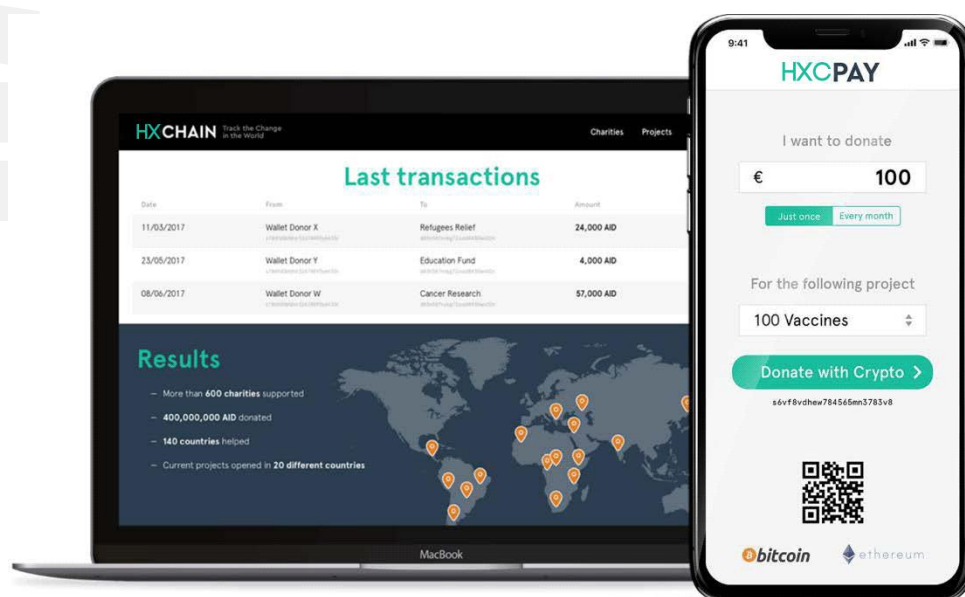 HXCHAIN Track the Change
in the World
Charities Projects
Last transactions
Date From To Amount
11/03/2017 Wallet Donor X Refugees Relief 24,000 AID
23/05/2017 Wallet Donor Y Education Fund 4,000 AID
08/06/2017 Wallet Donor W Cancer Research 57,000 AID
Results
– More than 600 charities supported
– 400,000,000 AID donated
– 140 countries helped
– Current projects opened in 20 different countries
MacBook
9:41
HXCPAY
I want to donate
€ 100
Just once Every month
For the following project
100 Vaccines
Donate with Crypto >
s6vf8vdhew784565mn3783v8
bitcoin ethereum